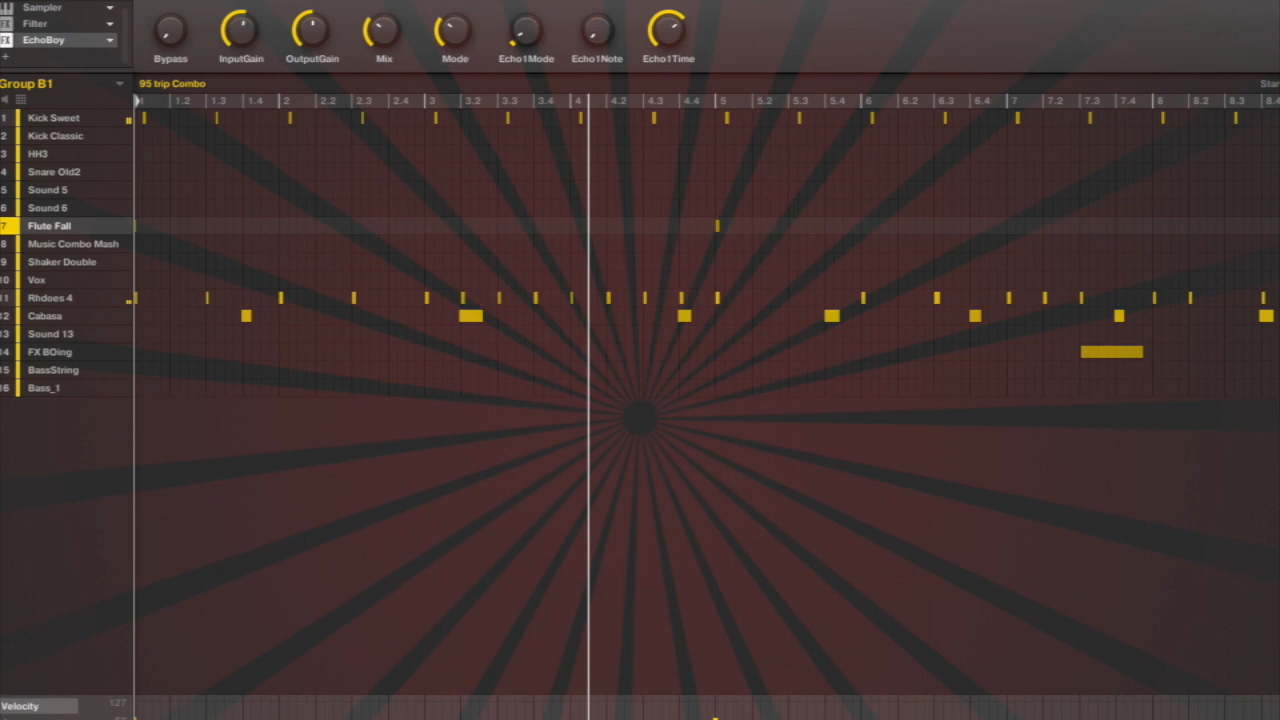 Sampler
FX Filter
FX EchoBoy
+
Bypass InputGain OutputGain Mix Mode Echo1Mode Echo1Note Echo1Time
Group B1 95 trip Combo Star
1.2 1.3 1.4 2 2.2 2.3 2.4 3 3.2 3.3 3.4 4 4.2 4.3 4.4 5 5.2 5.3 5.4 6 6.2 6.3 6.4 7 7.2 7.3 7.4 8 8.2 8.3 8.4
1 Kick Sweet
2 Kick Classic
3 HH3
4 Snare Old2
5 Sound 5
6 Sound 6
7 Flute Fall
8 Music Combo Mash
9 Shaker Double
10 Vox
11 Rhdoes 4
12 Cabasa
13 Sound 13
14 FX BOing
15 BassString
16 Bass_1
Velocity 127